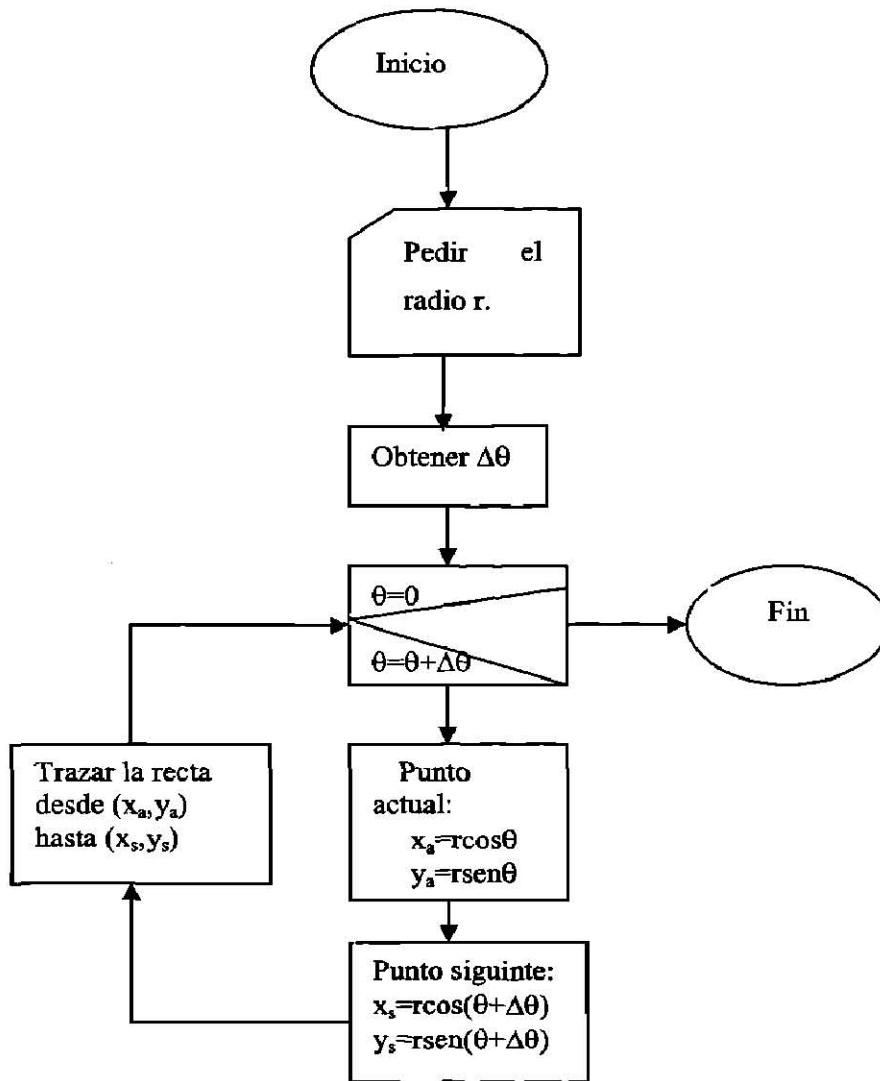 Inicio
Pedir el
radio r.
Obtener Δθ
θ=0
θ=θ+Δθ
Fin
Punto
actual:
xₐ=rcosθ
yₐ=rsenθ
Punto siguinte:
xₛ=rcos(θ+Δθ)
yₛ=rsen(θ+Δθ)
Trazar la recta
desde (xₐ,yₐ)
hasta (xₛ,yₛ)